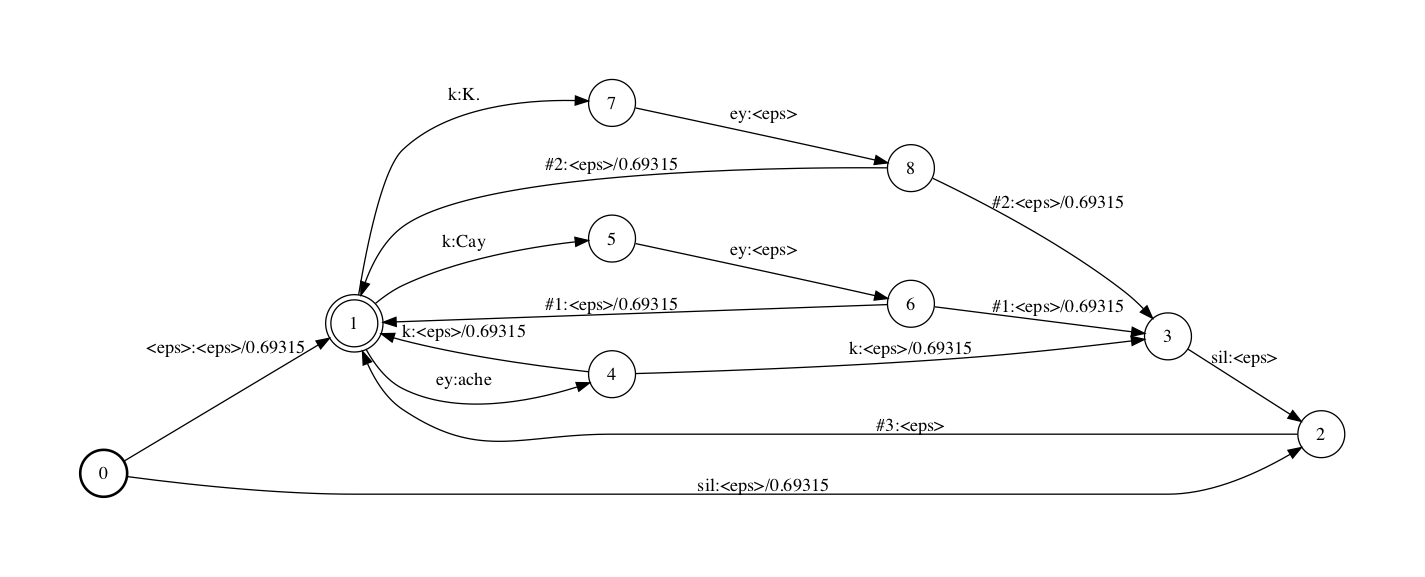 k:K.
7
ey:<eps>
#2:<eps>/0.69315
8
#2:<eps>/0.69315
k:Cay
5
ey:<eps>
#1:<eps>/0.69315
6
#1:<eps>/0.69315
1
k:<eps>/0.69315
3
<eps>:<eps>/0.69315
k:<eps>/0.69315
sil:<eps>
ey:ache
4
#3:<eps>
2
0
sil:<eps>/0.69315